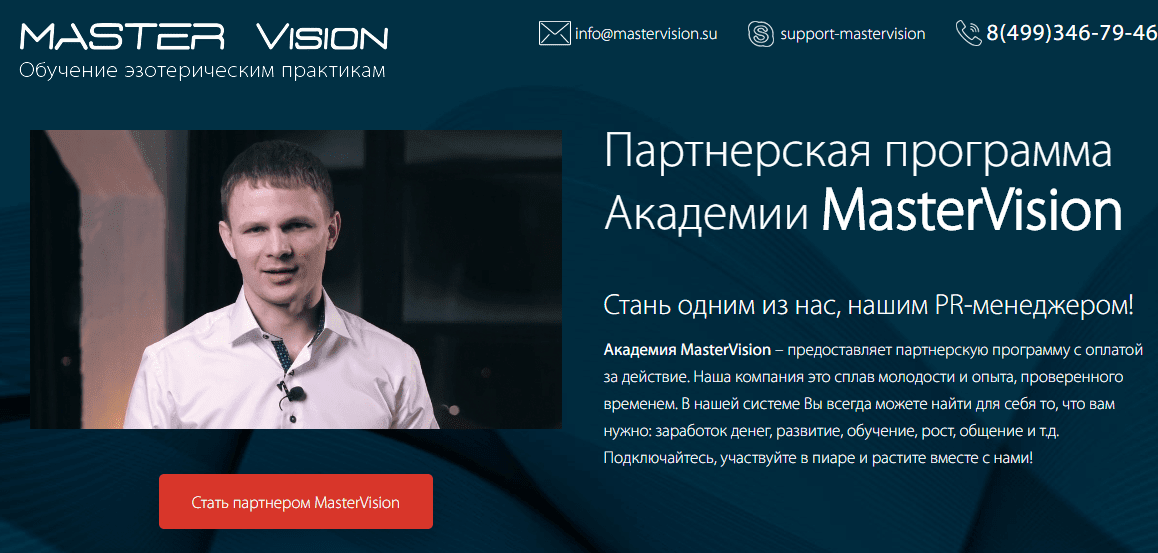 MASTER VISION
info@mastervision.su
support-mastervision
8(499)346-79-46
Обучение эзотерическим практикам
Партнерская программа
Академии MasterVision
Стань одним из нас, нашим PR-менеджером!
Академия MasterVision – предоставляет партнерскую программу с оплатой
за действие. Наша компания это сплав молодости и опыта, проверенного
временем. В нашей системе Вы всегда можете найти для себя то, что вам
нужно: заработок денег, развитие, обучение, рост, общение и т.д.
Подключайтесь, участвуйте в пиаре и растите вместе с нами!
Стать партнером MasterVision